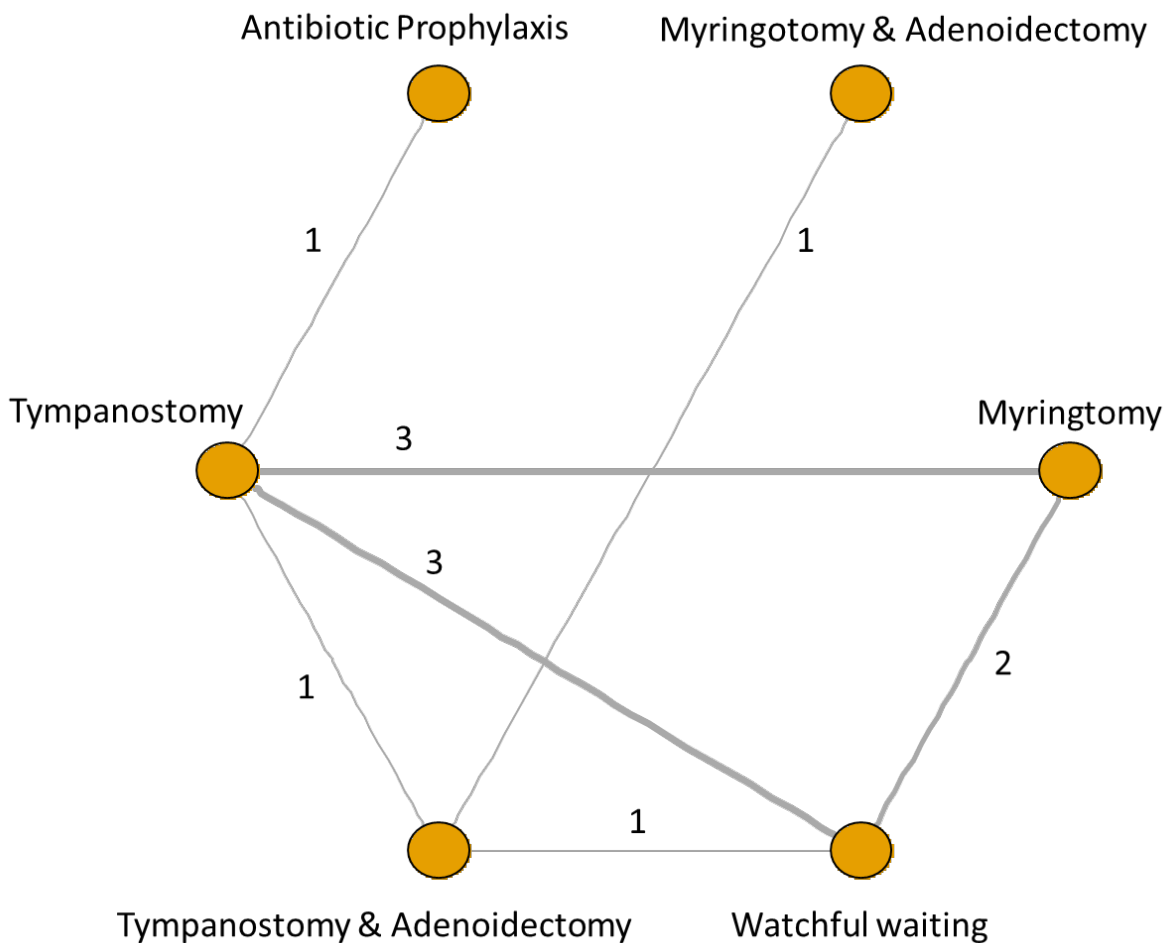 Antibiotic Prophylaxis
Myringotomy & Adenoidectomy
1
1
Tympanostomy
Myringtomy
3
3
2
1
1
Tympanostomy & Adenoidectomy
Watchful waiting